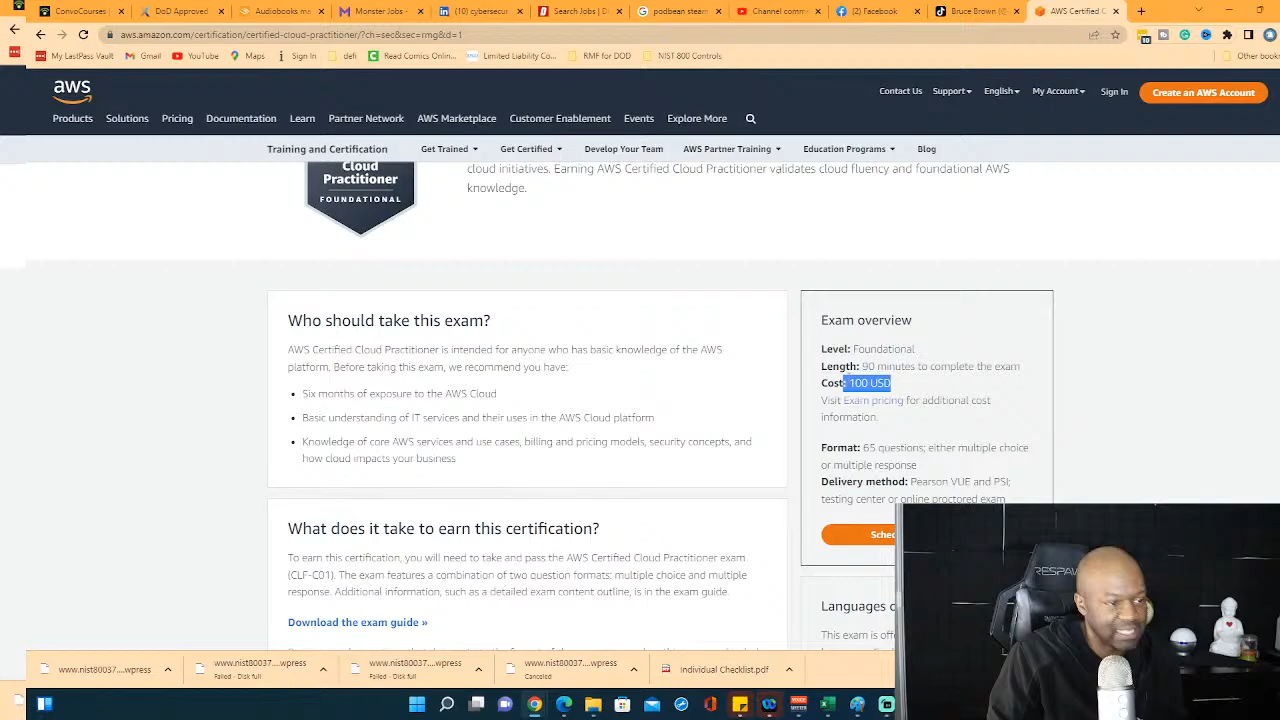 ConvoCourses
DoD Approved
Audiobooks ma
Monster Jobs -
(10) cybersecur
Search Jobs | Di
podbean steam
Channel comm
(2) Facebook
Bruce Brown (@
AWS Certified C
aws.amazon.com/certification/certified-cloud-practitioner/?ch=sec&sec=rmg&d=1
10
My LastPass Vault
Gmail
YouTube
Maps
Sign In
defi
Read Comics Onlin...
Limited Liability Co...
RMF for DOD
NIST 800 Controls
Other book
aws
Contact Us Support English My Account Sign In Create an AWS Account
Products Solutions Pricing Documentation Learn Partner Network AWS Marketplace Customer Enablement Events Explore More
Training and Certification Get Trained Get Certified Develop Your Team AWS Partner Training Education Programs Blog
Cloud
Practitioner
FOUNDATIONAL
cloud initiatives. Earning AWS Certified Cloud Practitioner validates cloud fluency and foundational AWS
knowledge.
Who should take this exam?
AWS Certified Cloud Practitioner is intended for anyone who has basic knowledge of the AWS
platform. Before taking this exam, we recommend you have:
• Six months of exposure to the AWS Cloud
• Basic understanding of IT services and their uses in the AWS Cloud platform
• Knowledge of core AWS services and use cases, billing and pricing models, security concepts, and
how cloud impacts your business
What does it take to earn this certification?
To earn this certification, you will need to take and pass the AWS Certified Cloud Practitioner exam
(CLF-C01). The exam features a combination of two question formats: multiple choice and multiple
response. Additional information, such as a detailed exam content outline, is in the exam guide.
Download the exam guide »
Exam overview
Level: Foundational
Length: 90 minutes to complete the exam
Cost: 100 USD
Visit Exam pricing for additional cost
information.
Format: 65 questions; either multiple choice
or multiple response
Delivery method: Pearson VUE and PSI;
testing center or online proctored exam
Sched
Languages o
This exam is offe
RESPAW
www.nist80037....wpress
www.nist80037....wpress
Failed - Disk full
www.nist80037....wpress
Failed - Disk full
www.nist80037....wpress
Canceled
Individual Checklist.pdf